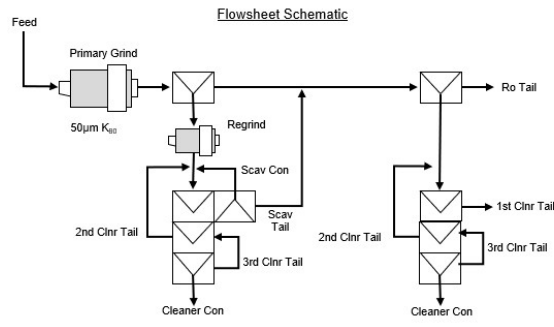 Flowsheet Schematic
Feed
Primary Grind
Ro Tail
50µm K₈₀
Regrind
Scav Con
Scav
Tail
1st Clnr Tail
2nd Clnr Tail
2nd Clnr Tail
3rd Clnr Tail
3rd Clnr Tail
Cleaner Con
Cleaner Con